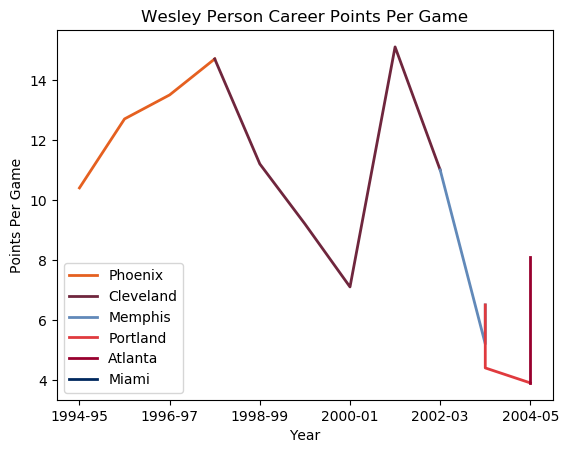 Wesley Person Career Points Per Game
Points Per Game
14
12
10
8
6
4
Phoenix
Cleveland
Memphis
Portland
Atlanta
Miami
1994-95 1996-97 1998-99 2000-01 2002-03 2004-05
Year